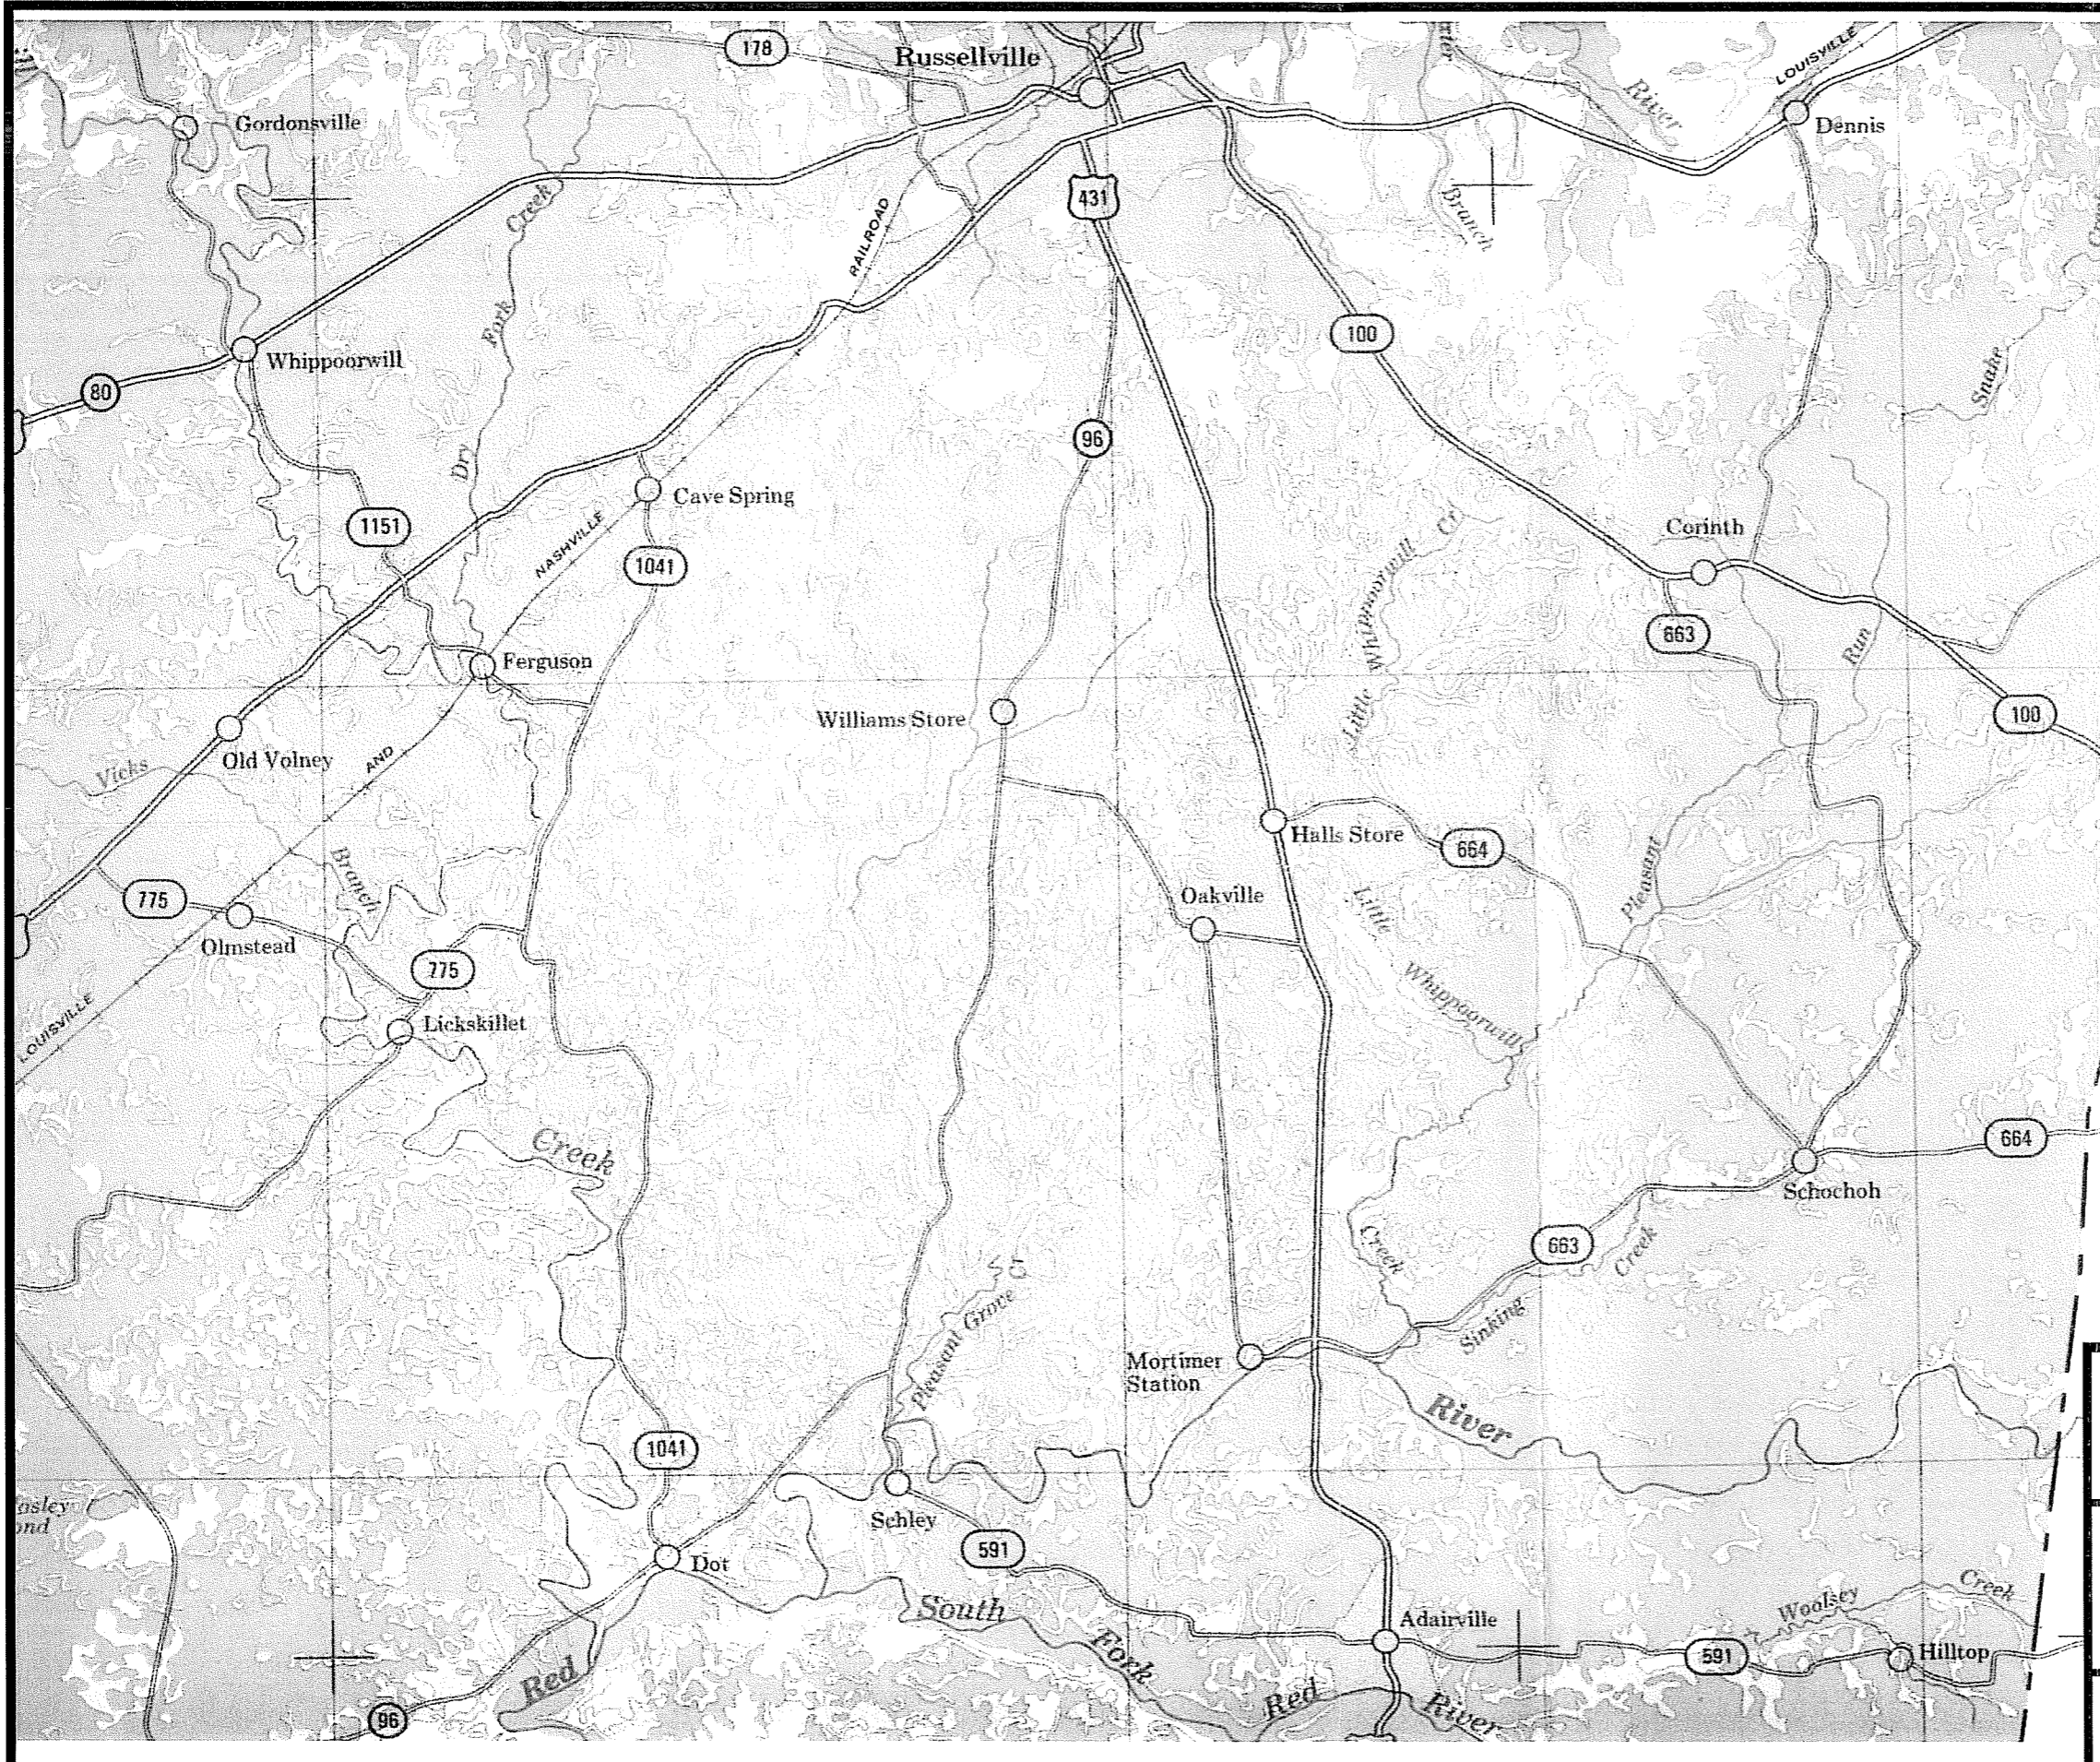 178
Russellville
LOUISVILLE
River
Dennis
Gordonsville
Creek
431
RAILROAD
Branch
Fork
100
Whippoorwill
80
Snake
96
Dry
Cave Spring
1151
NASHVILLE
1041
Little Whippoorwill Cr
Corinth
663
Run
Ferguson
Williams Store
100
Old Volney
AND
Vicks
Branch
Halls Store
664
Pleasant
775
Olmstead
Oakville
Little
775
Whippoorwill
LOUISVILLE
Lickskillet
Creek
664
Schochoh
Creek
663
Creek
Pleasant Grove
Sinking
Mortimer
Station
River
1041
Schley
591
Dot
South
Fork
Red
River
Adairville
Woolsey
Creek
591
Hilltop
Red
96